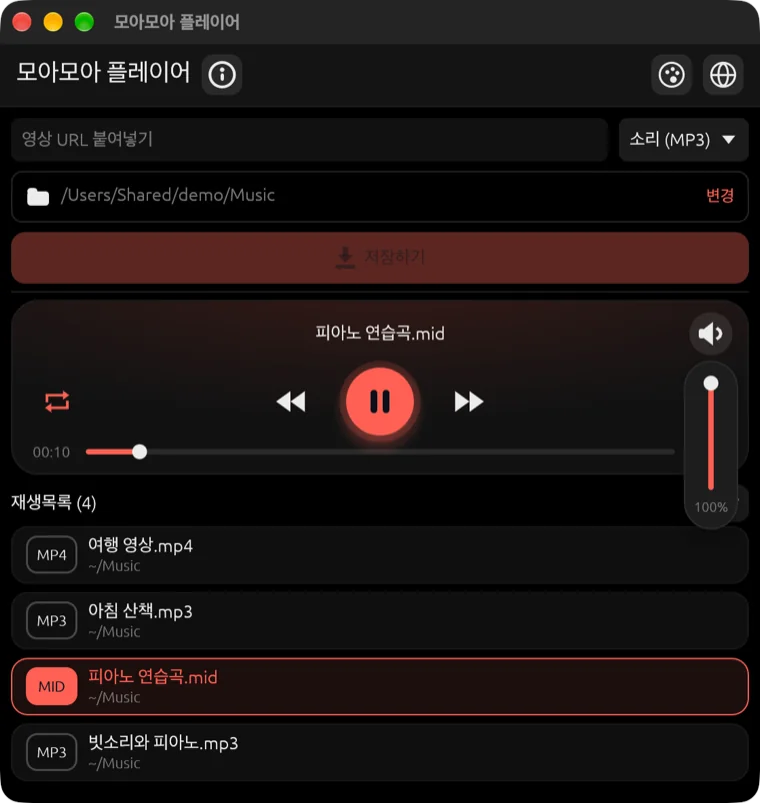 모아모아 플레이어
모아모아 플레이어
영상 URL 붙여넣기
소리 (MP3)
/Users/Shared/demo/Music
변경
저장하기
피아노 연습곡.mid
00:10
100%
재생목록 (4)
MP4
여행 영상.mp4
~/Music
MP3
아침 산책.mp3
~/Music
MID
피아노 연습곡.mid
~/Music
MP3
빗소리와 피아노.mp3
~/Music